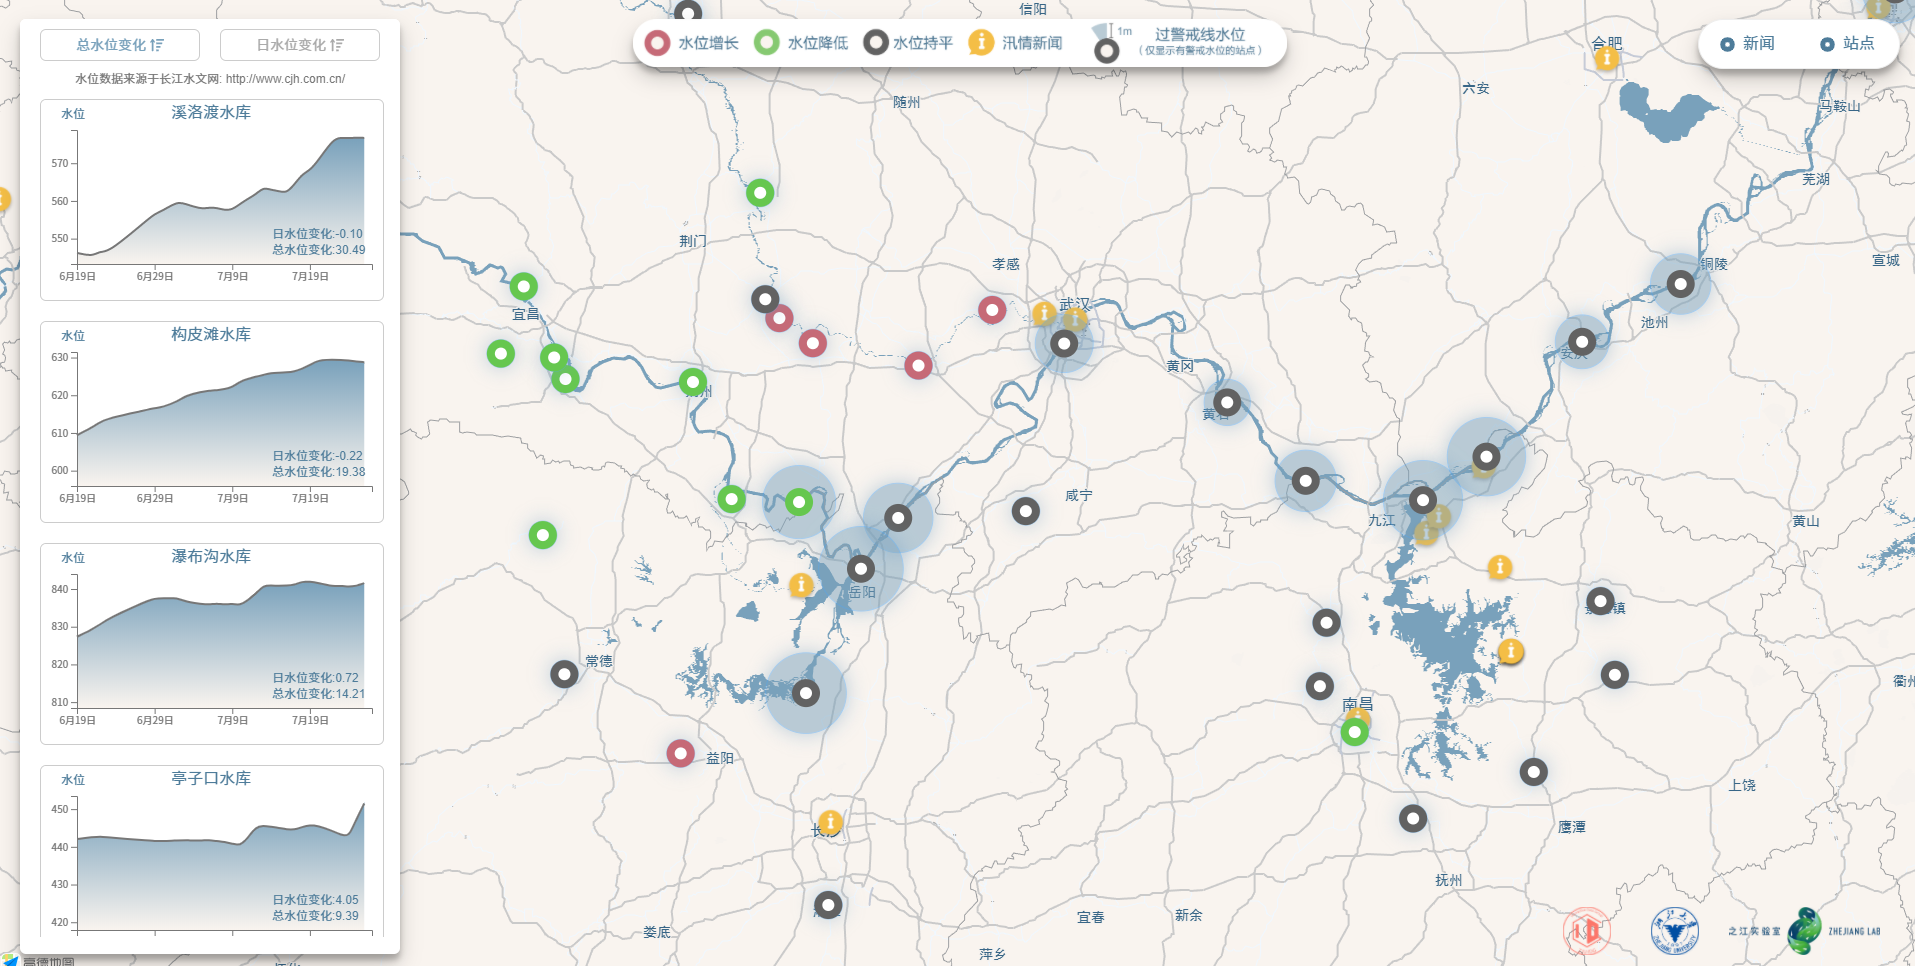 总水位变化
日水位变化
水位数据来源于长江水文网: http://www.cjh.com.cn/
水位
溪洛渡水库
570
560
550
日水位变化:-0.10
总水位变化:30.49
6月19日
6月29日
7月9日
7月19日
水位
构皮滩水库
630
620
610
600
日水位变化:-0.22
总水位变化:19.38
6月19日
6月29日
7月9日
7月19日
水位
瀑布沟水库
840
830
820
810
日水位变化:0.72
总水位变化:14.21
6月19日
6月29日
7月9日
7月19日
水位
亭子口水库
450
440
430
420
日水位变化:4.05
总水位变化:9.39
高德地图
水位增长
水位降低
水位持平
汛情新闻
1m
过警戒线水位
(仅显示有警戒水位的站点)
新闻
站点
信阳
合肥
六安
随州
马鞍山
芜湖
荆门
孝感
铜陵
宣城
宜昌
武汉
池州
黄冈
黄石
咸宁
九江
黄山
岳阳
常德
衢州
南昌
益阳
上饶
长沙
鹰潭
抚州
宜春
新余
娄底
萍乡
之江实验室
ZHEJIANG LAB